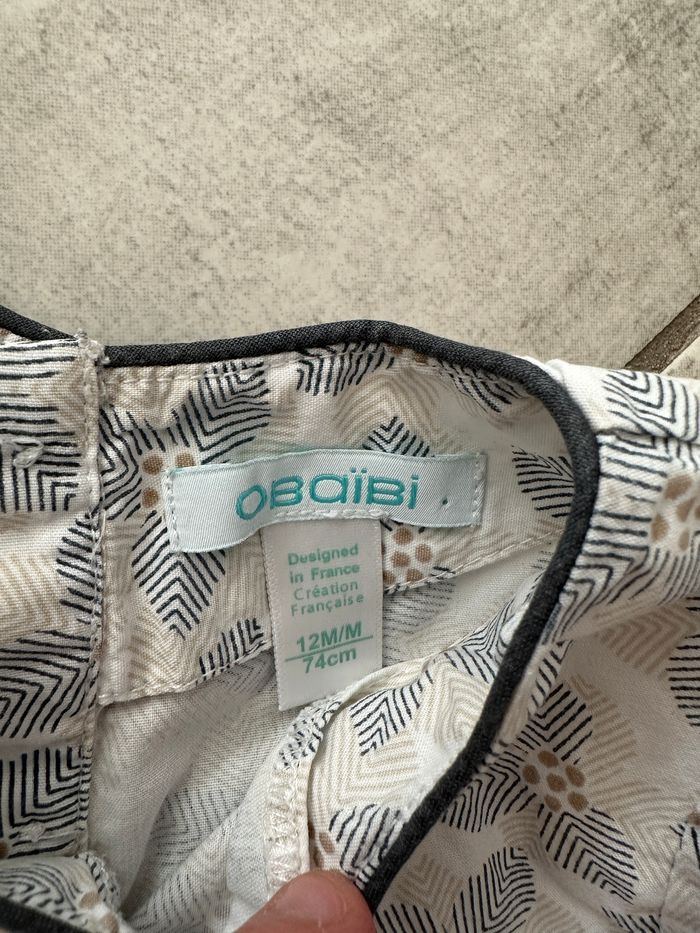 OBaïBi
Designed
in France
Création
Française
12M/M
74cm